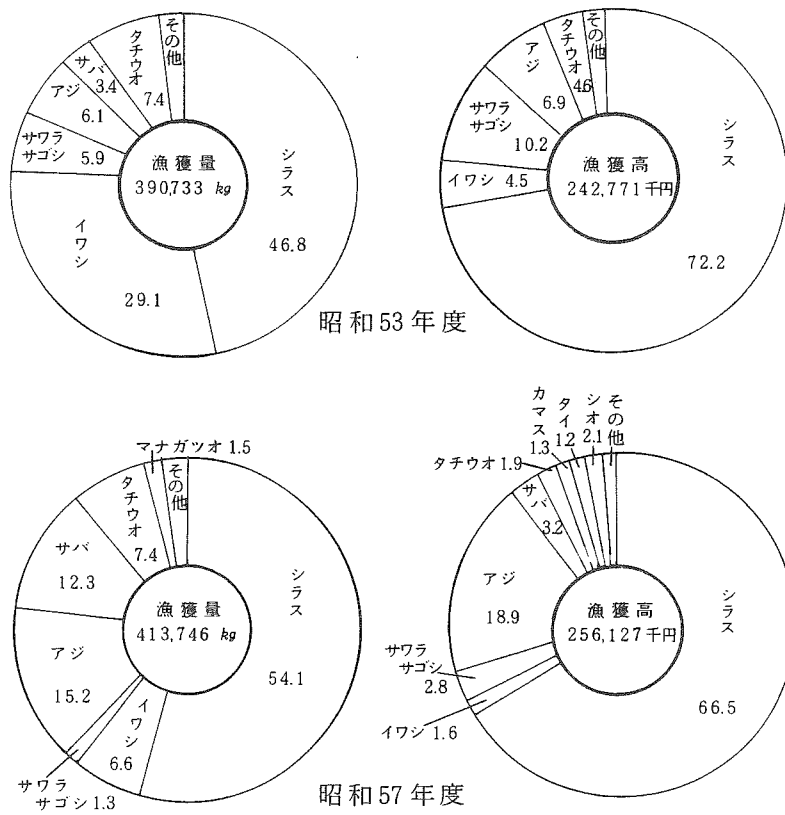 その他
タチウオ
7.4
サバ
3.4
アジ
6.1
サワラ
サゴシ
5.9
イワシ
29.1
シラス
46.8
漁獲量
390,733 kg
その他
タチウオ
4.6
アジ
6.9
サワラ
サゴシ
10.2
イワシ 4.5
シラス
72.2
漁獲高
242,771千円
昭和53年度
マナガツオ 1.5
その他
タチウオ
7.4
サバ
12.3
アジ
15.2
サワラ
サゴシ 1.3
イワシ
6.6
シラス
54.1
漁獲量
413,746 kg
その他
シオ
2.1
タイ
1.2
カマス
1.3
タチウオ 1.9
サバ
3.2
アジ
18.9
サワラ
サゴシ
2.8
イワシ 1.6
シラス
66.5
漁獲高
256,127千円
昭和57年度